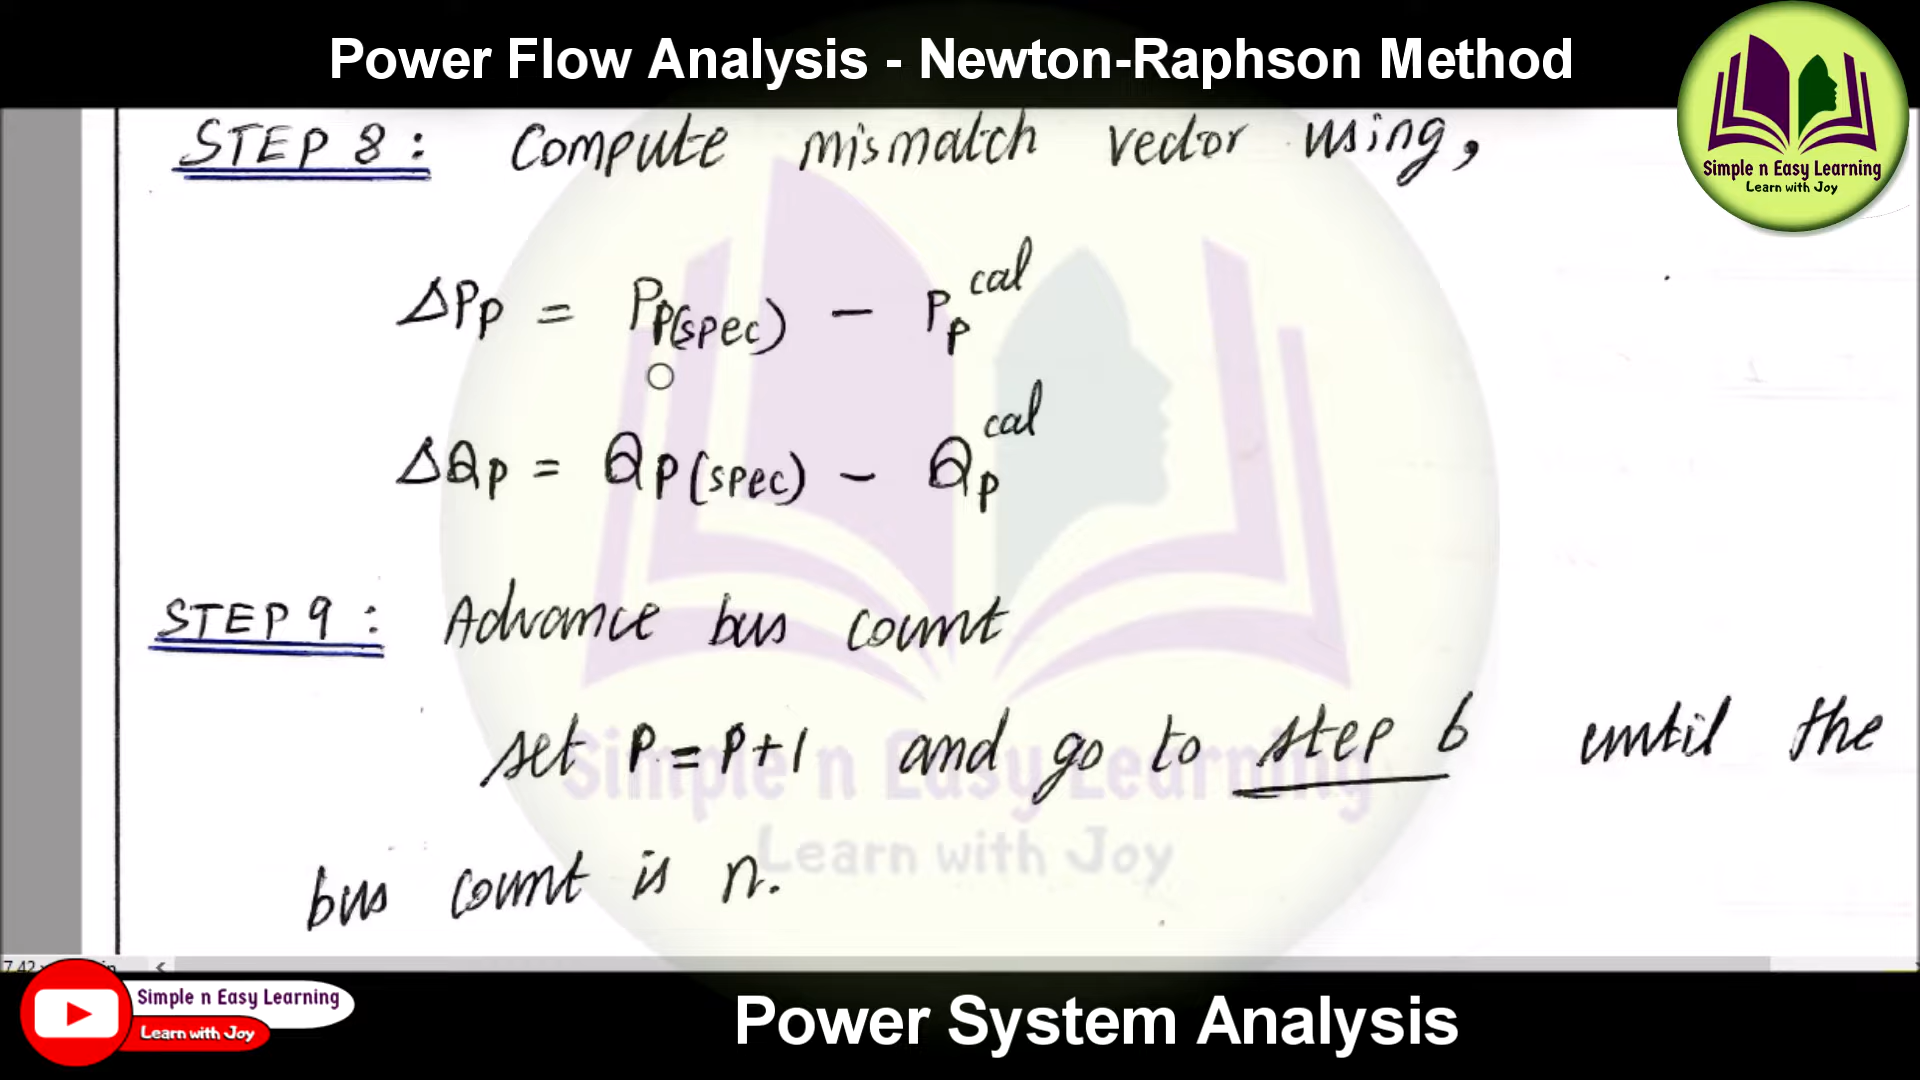 Power Flow Analysis - Newton-Raphson Method
Simple n Easy Learning
Learn with Joy
STEP 8 : Compute mismatch vector using,
ΔPp = Pp(spec) - Pp^cal
ΔQp = Qp(spec) - Qp^cal
STEP 9 : Advance bus count
set P = P+1 and go to step 6 until the
bus count is n.
Simple n Easy Learning
Learn with Joy
7.42
Simple n Easy Learning
Learn with Joy
Power System Analysis